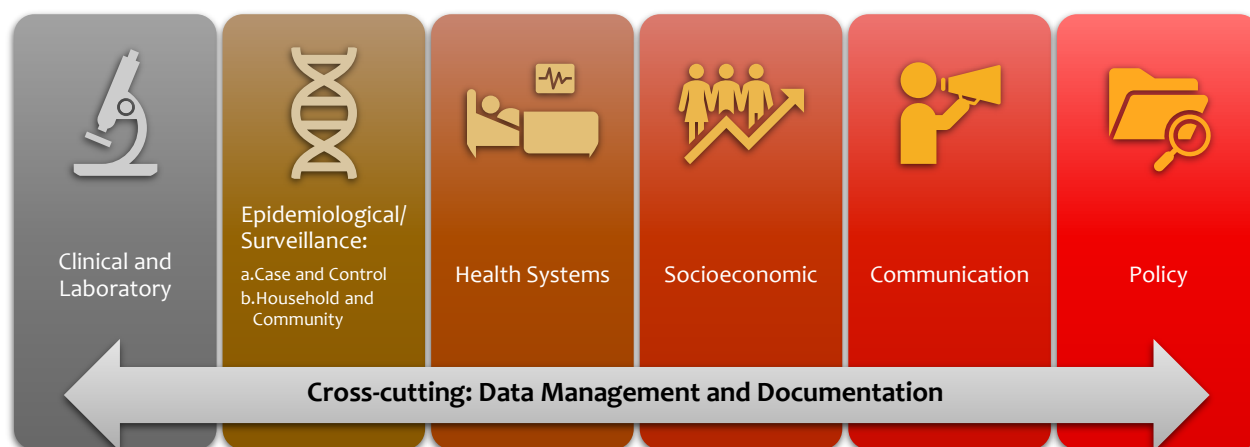 Clinical and
Laboratory
Epidemiological/
Surveillance:
a.Case and Control
b.Household and
Community
Health Systems
Socioeconomic
Communication
Policy
Cross-cutting: Data Management and Documentation